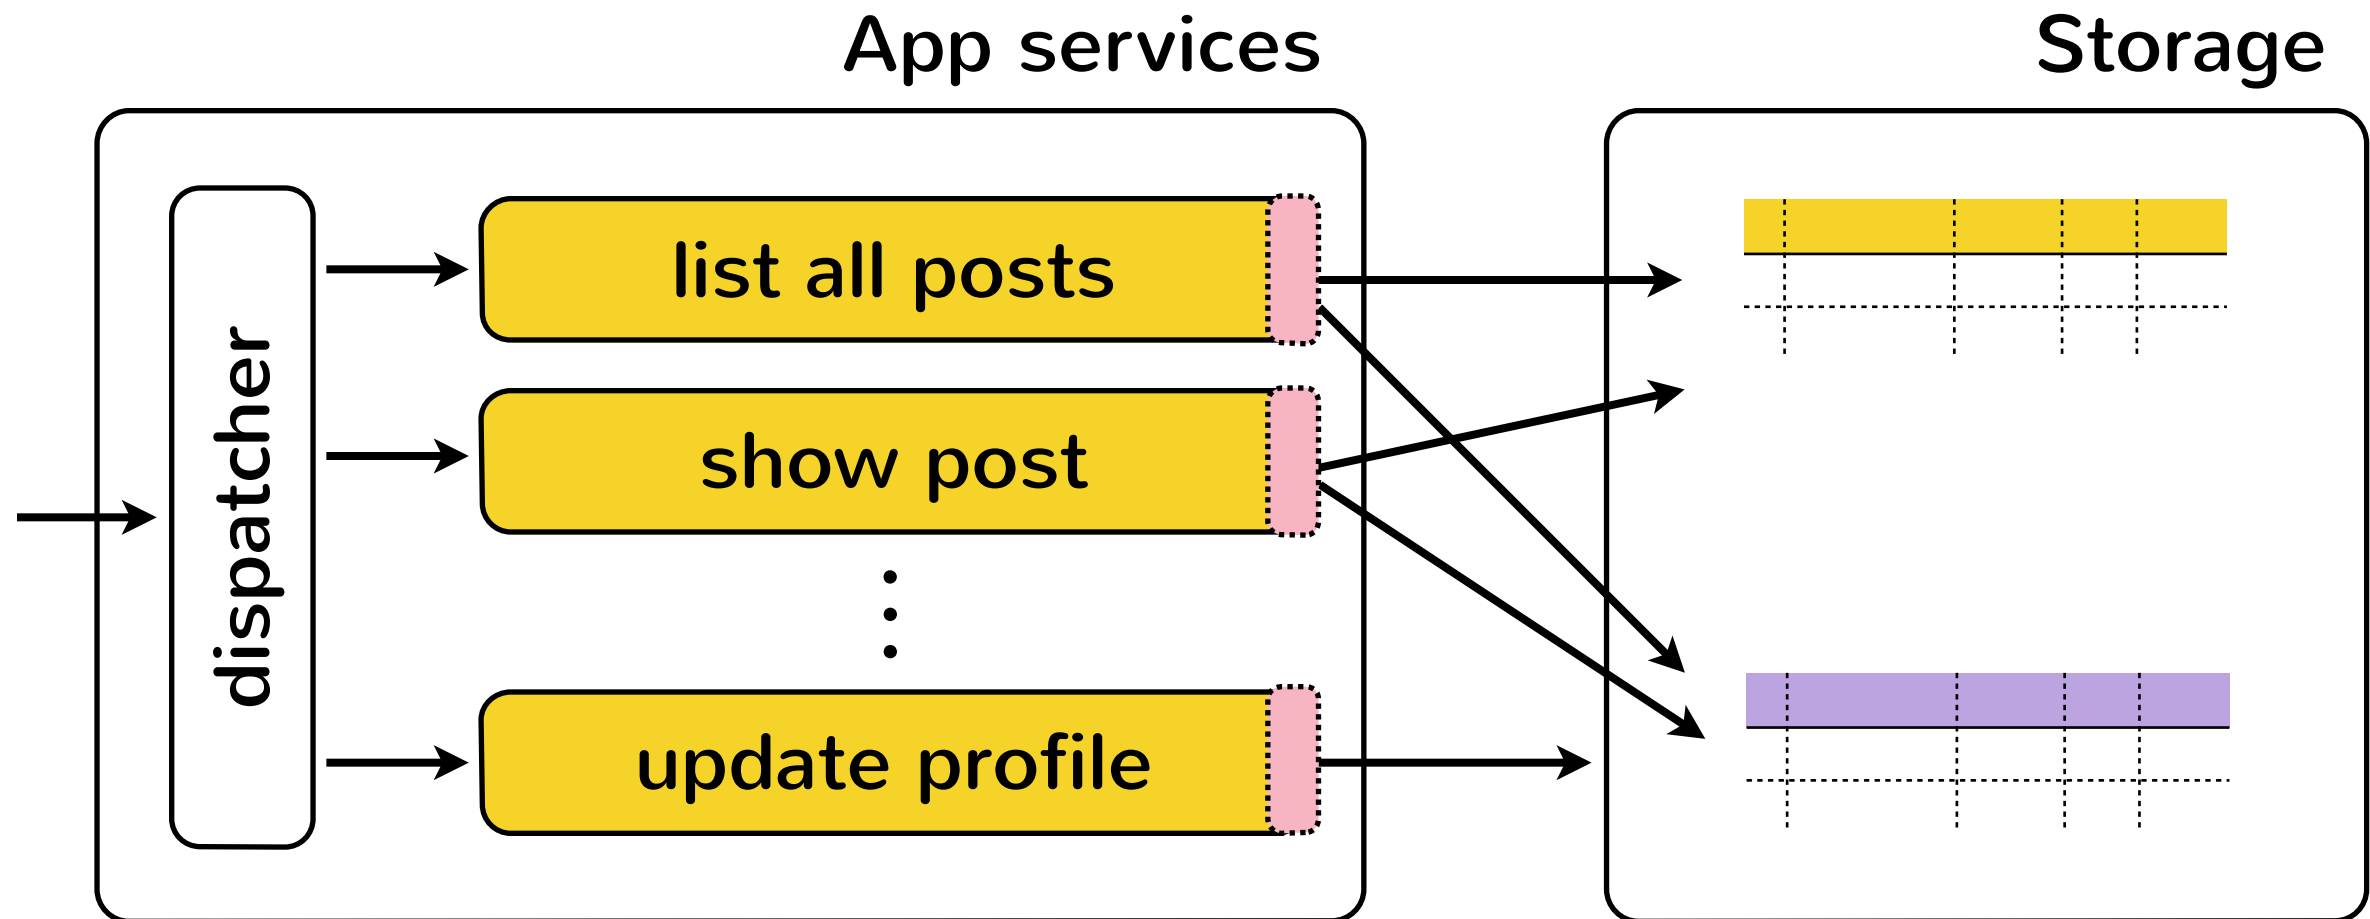 App services
Storage
dispatcher
list all posts
show post
update profile